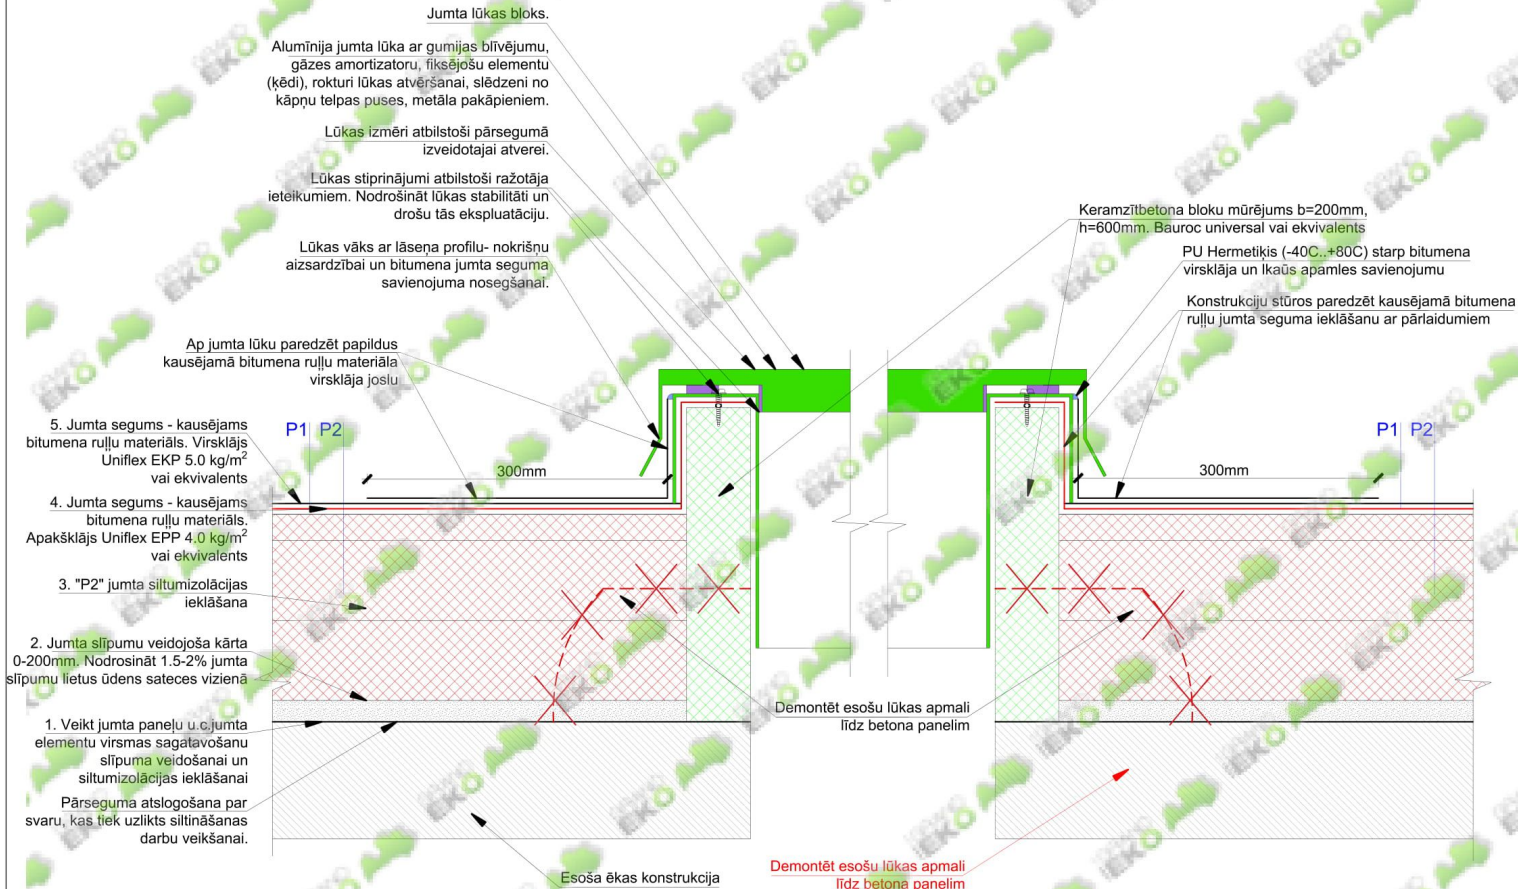 Jumta lūkas bloks.
Alumīnija jumta lūka ar gumijas blīvējumu,
gāzes amortizatoru, fiksējošu elementu
(ķēdi), rokturi lūkas atvēršanai, slēdzeni no
kāpņu telpas puses, metāla pakāpieniem.
Lūkas izmēri atbilstoši pārsegumā
izveidotajai atverei.
Lūkas stiprinājumi atbilstoši ražotāja
ieteikumiem. Nodrošināt lūkas stabilitāti un
drošu tās ekspluatāciju.
Lūkas vāks ar lāseņa profilu- nokrišņu
aizsardzībai un bitumena jumta seguma
savienojuma nosegšanai.
Ap jumta lūku paredzēt papildus
kausējamā bitumena ruļļu materiāla
virsklāja joslu
5. Jumta segums - kausējams
bitumena ruļļu materiāls. Virsklājs
Uniflex EKP 5.0 kg/m²
vai ekvivalents
4. Jumta segums - kausējams
bitumena ruļļu materiāls.
Apakšklājs Uniflex EPP 4.0 kg/m²
vai ekvivalents
3. "P2" jumta siltumizolācijas
ieklāšana
2. Jumta slīpumu veidojoša kārta
0-200mm. Nodrosināt 1.5-2% jumta
slīpumu lietus ūdens sateces vizienā
1. Veikt jumta paneļu u.c.jumta
elementu virsmas sagatavošanu
slīpuma veidošanai un
siltumizolācijas ieklāšanai
Pārseguma atslogošana par
svaru, kas tiek uzlikts siltināšanas
darbu veikšanai.
P1 P2
300mm
Keramzītbetona bloku mūrējums b=200mm,
h=600mm. Bauroc universal vai ekvivalents
PU Hermetiķis (-40C..+80C) starp bitumena
virsklāja un lkaūs apamles savienojumu
Konstrukciju stūros paredzēt kausējamā bitumena
ruļļu jumta seguma ieklāšanu ar pārlaidumiem
P1 P2
300mm
Demontēt esošu lūkas apmali
līdz betona panelim
Demontēt esošu lūkas apmali
līdz betona panelim
Esoša ēkas konstrukcija